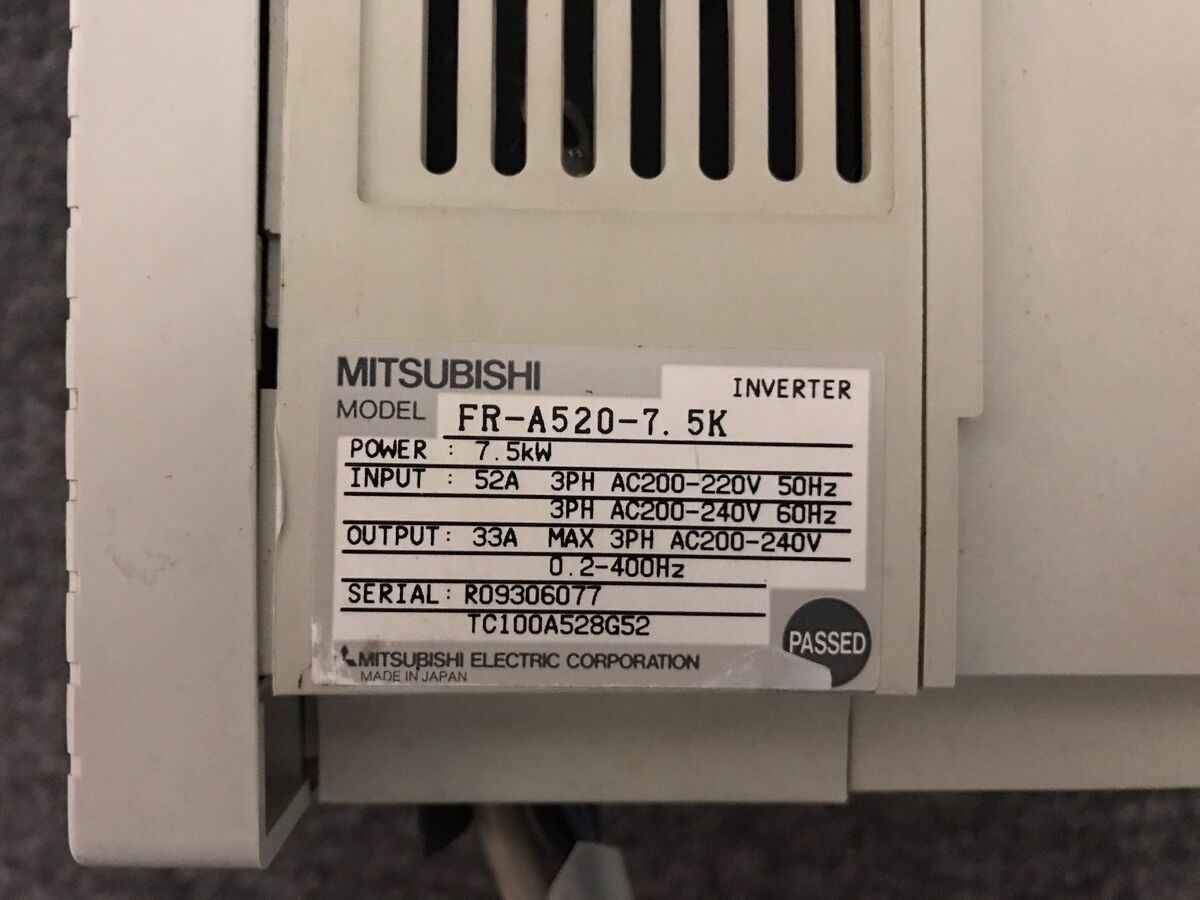 MITSUBISHI
INVERTER
MODEL FR-A520-7.5K
POWER : 7.5kW
INPUT : 52A 3PH AC200-220V 50Hz
3PH AC200-240V 60Hz
OUTPUT: 33A MAX 3PH AC200-240V
0.2-400Hz
SERIAL: R09306077
TC100A528G52
PASSED
MITSUBISHI ELECTRIC CORPORATION
MADE IN JAPAN